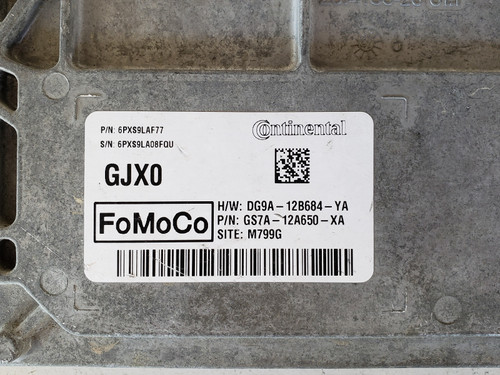 P/N: 6PXS9LAF77
S/N: 6PXS9LA08FQU
Continental
GJX0
FoMoCo
H/W: DG9A-12B684-YA
P/N: GS7A-12A650-XA
SITE: M799G